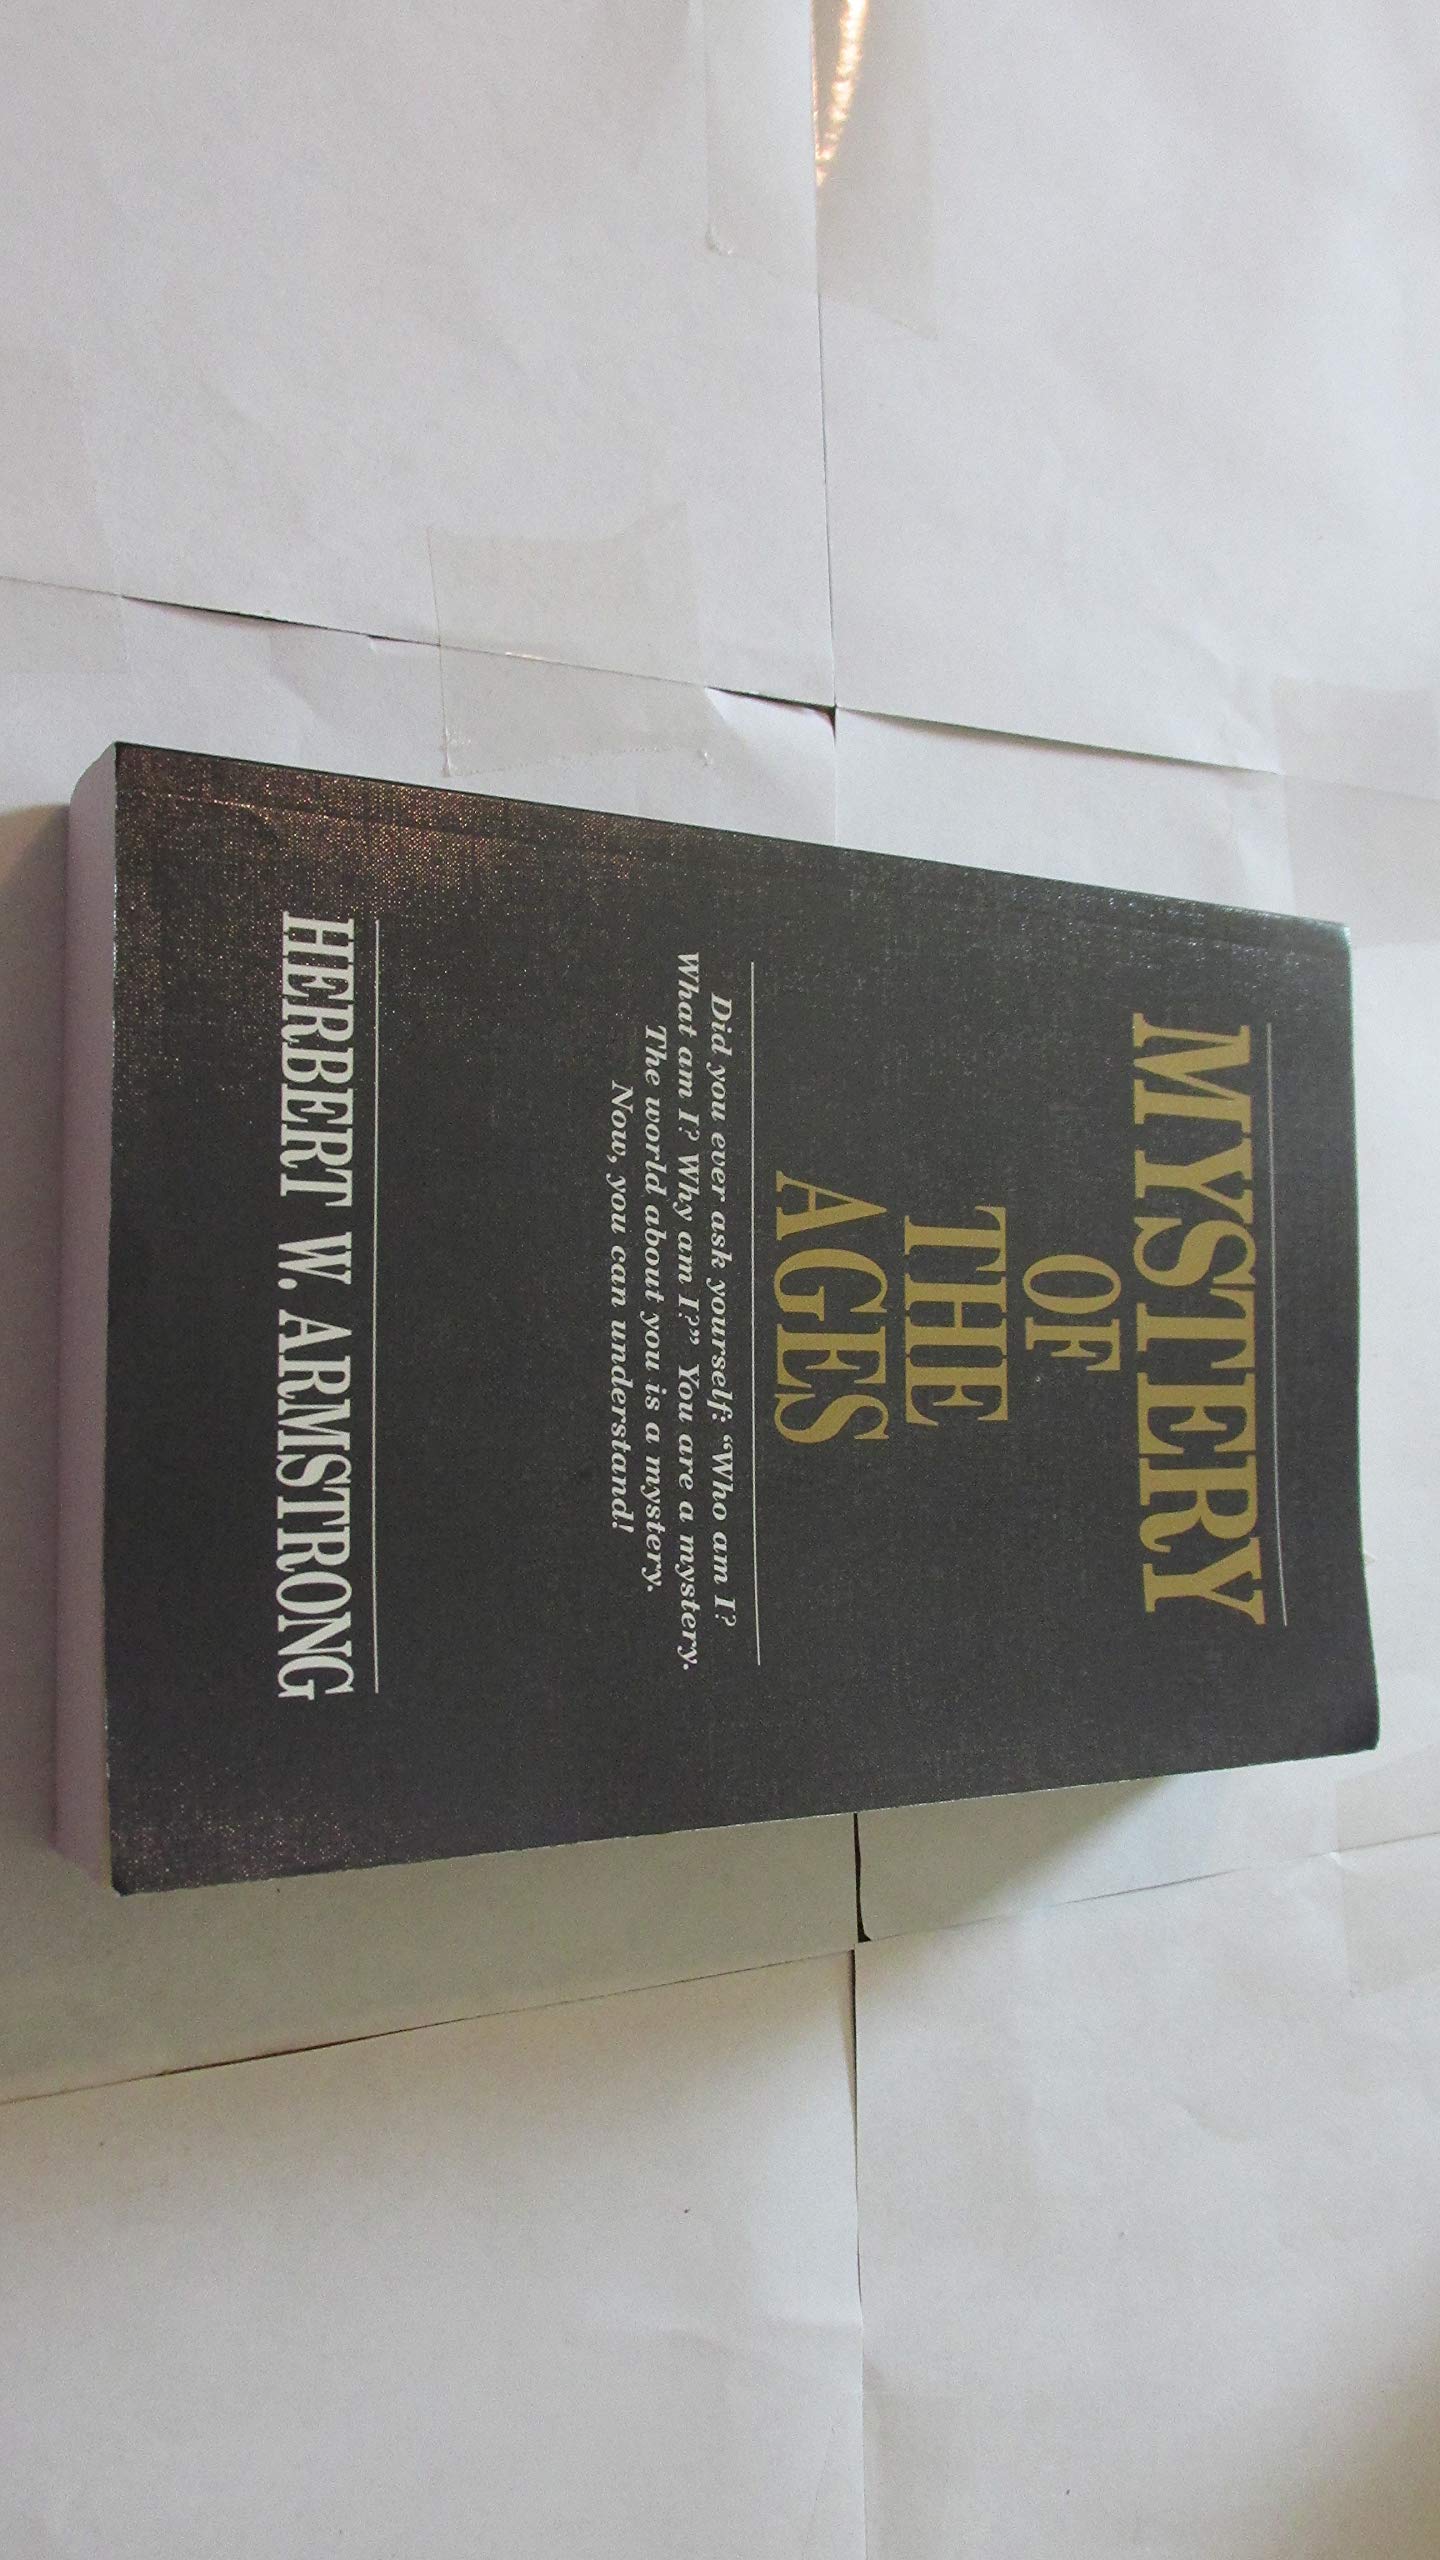 MYSTERY
OF
THE
AGES
Did you ever ask yourself: “Who am I?
What am I? Why am I?” You are a mystery.
The world about you is a mystery.
Now, you can understand!
HERBERT W. ARMSTRONG